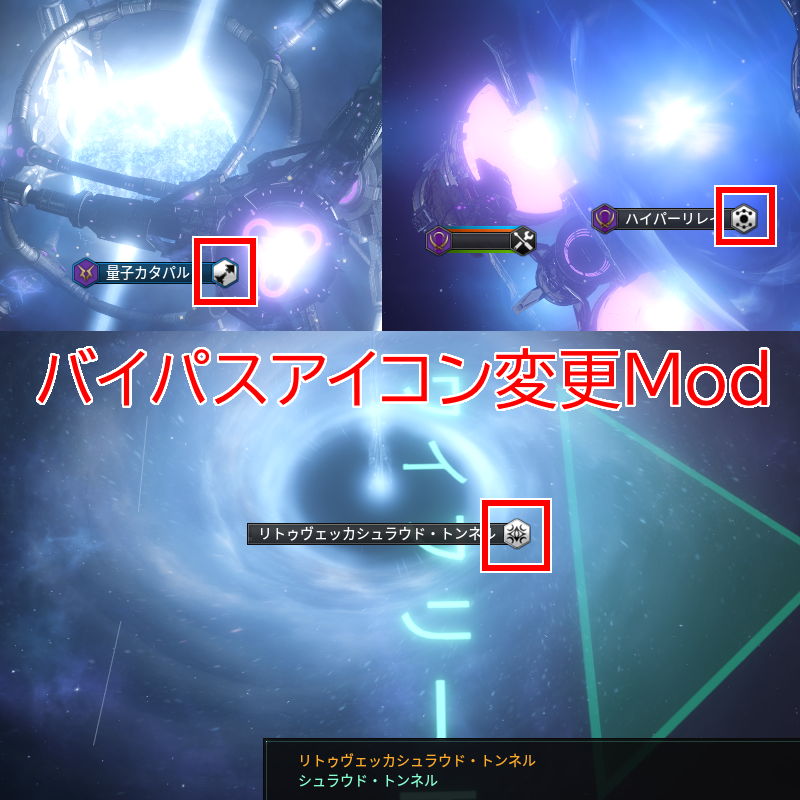 量子カタパル
ハイパーリレイ
バイパスアイコン変更Mod
リトゥヴェッカシュラウド・トンネル
リトゥヴェッカシュラウド・トンネル
シュラウド・トンネル